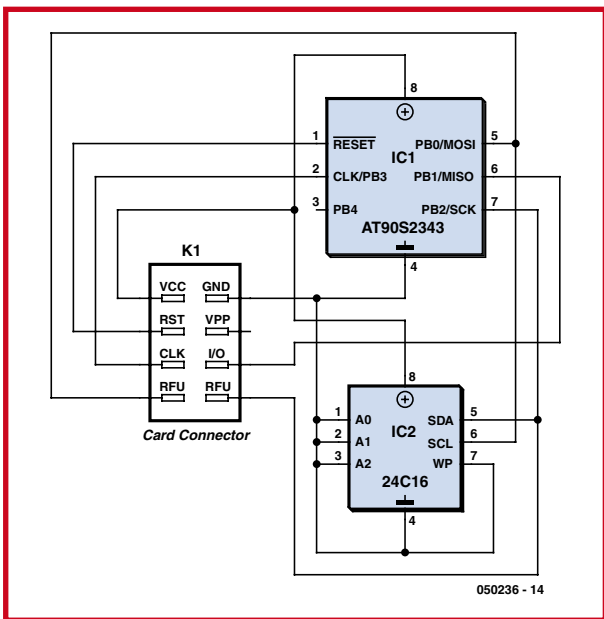 8
1 RESET PB0/MOSI 5
IC1
2 CLK/PB3 PB1/MISO 6
3 PB4 PB2/SCK 7
AT90S2343
4
K1
VCC GND
RST VPP
CLK I/O
RFU RFU
Card Connector
8
1 A0 SDA 5
IC2
2 A1 SCL 6
3 A2 WP 7
24C16
4
050236 - 14